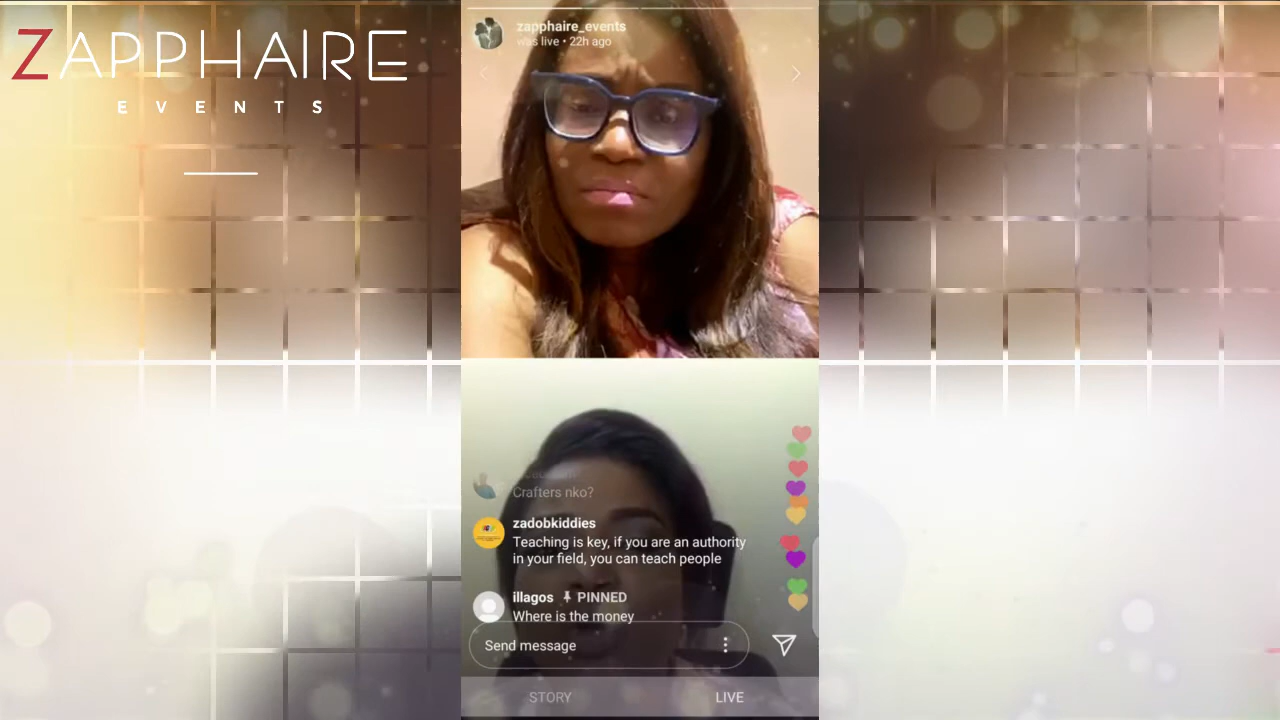 ZAPPHAIRE
EVENTS
zapphaire_events
was live • 22h ago
Crafters nko?
zadobkiddies
Teaching is key, if you are an authority
in your field, you can teach people
illagos PINNED
Where is the money
Send message
STORY
LIVE